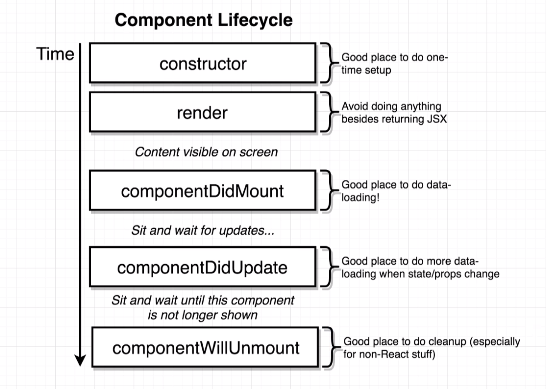 Component Lifecycle
Time
constructor
Good place to do one-
time setup
render
Avoid doing anything
besides returning JSX
Content visible on screen
componentDidMount
Good place to do data-
loading!
Sit and wait for updates...
componentDidUpdate
Good place to do more data-
loading when state/props change
Sit and wait until this component
is not longer shown
componentWillUnmount
Good place to do cleanup (especially
for non-React stuff)